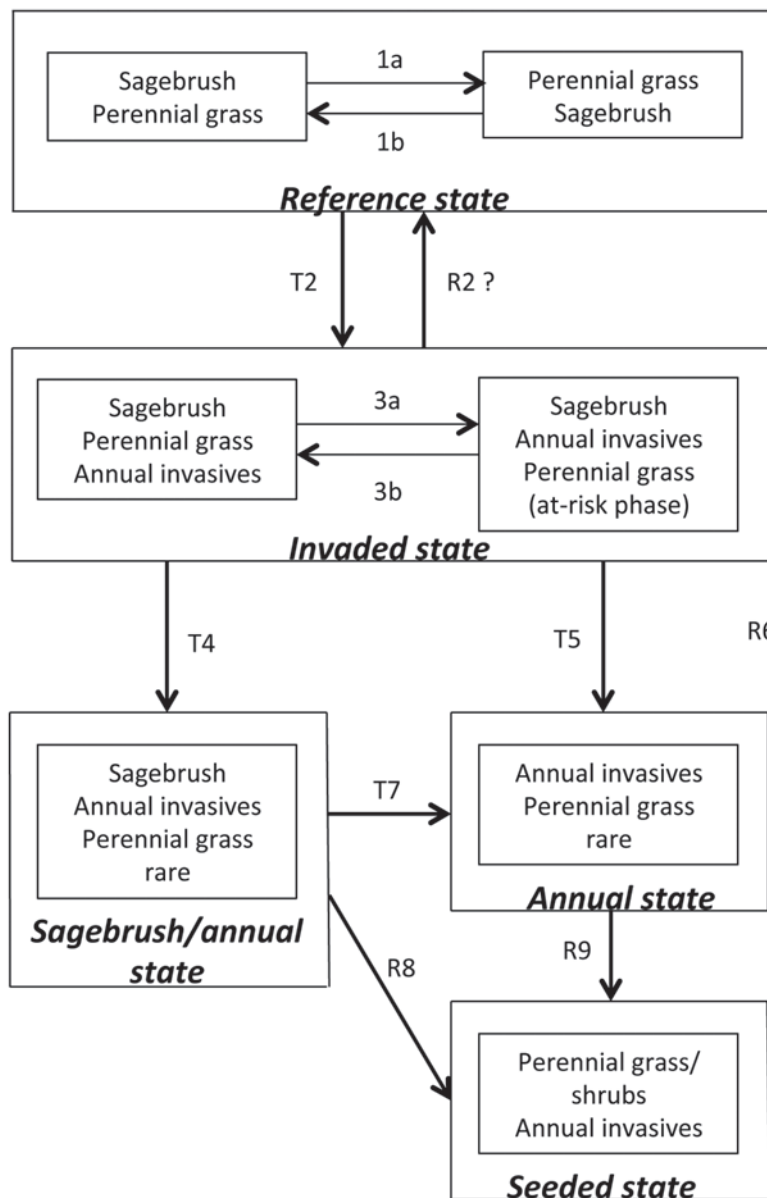 Sagebrush
Perennial grass
1a
1b
Perennial grass
Sagebrush
Reference state
T2
R2 ?
Sagebrush
Perennial grass
Annual invasives
3a
3b
Sagebrush
Annual invasives
Perennial grass
(at-risk phase)
Invaded state
T4
T5
R6
Sagebrush
Annual invasives
Perennial grass
rare
T7
Annual invasives
Perennial grass
rare
Sagebrush/annual
state
Annual state
R8
R9
Perennial grass/
shrubs
Annual invasives
Seeded state